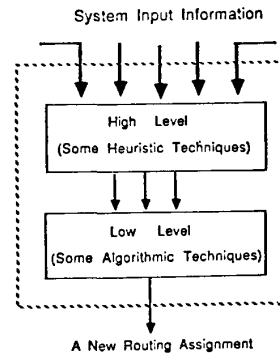 System Input Information
High Level
(Some Heuristic Techniques)
Low Level
(Some Algorithmic Techniques)
A New Routing Assignment